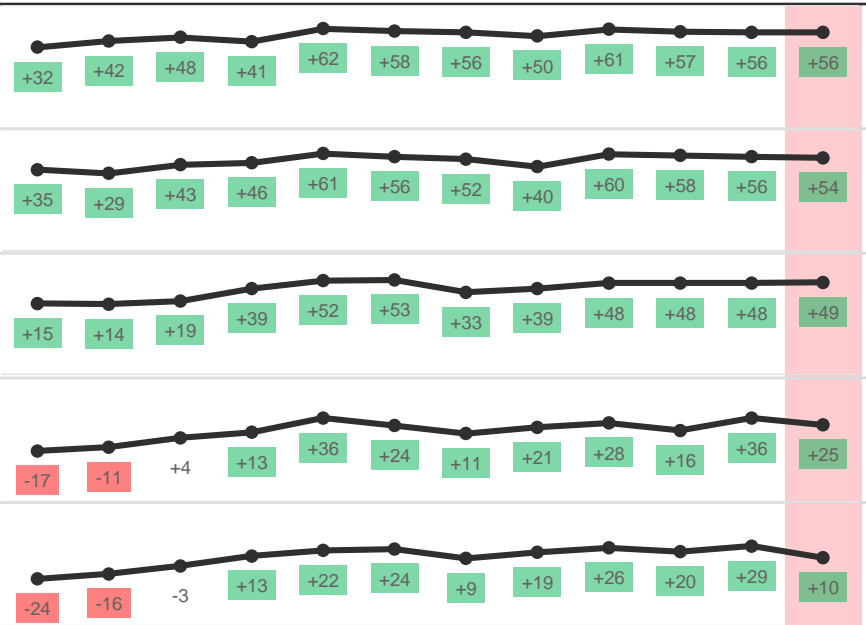 +32 +42 +48 +41 +62 +58 +56 +50 +61 +57 +56 +56
+35 +29 +43 +46 +61 +56 +52 +40 +60 +58 +56 +54
+15 +14 +19 +39 +52 +53 +33 +39 +48 +48 +48 +49
-17 -11 +4 +13 +36 +24 +11 +21 +28 +16 +36 +25
-24 -16 -3 +13 +22 +24 +9 +19 +26 +20 +29 +10